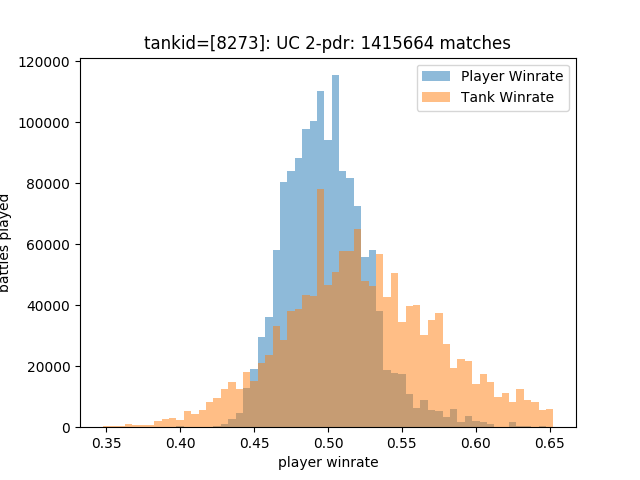 tankid=[8273]: UC 2-pdr: 1415664 matches
Player Winrate
Tank Winrate
120000
100000
80000
60000
40000
20000
0
battles played
0.35 0.40 0.45 0.50 0.55 0.60 0.65
player winrate